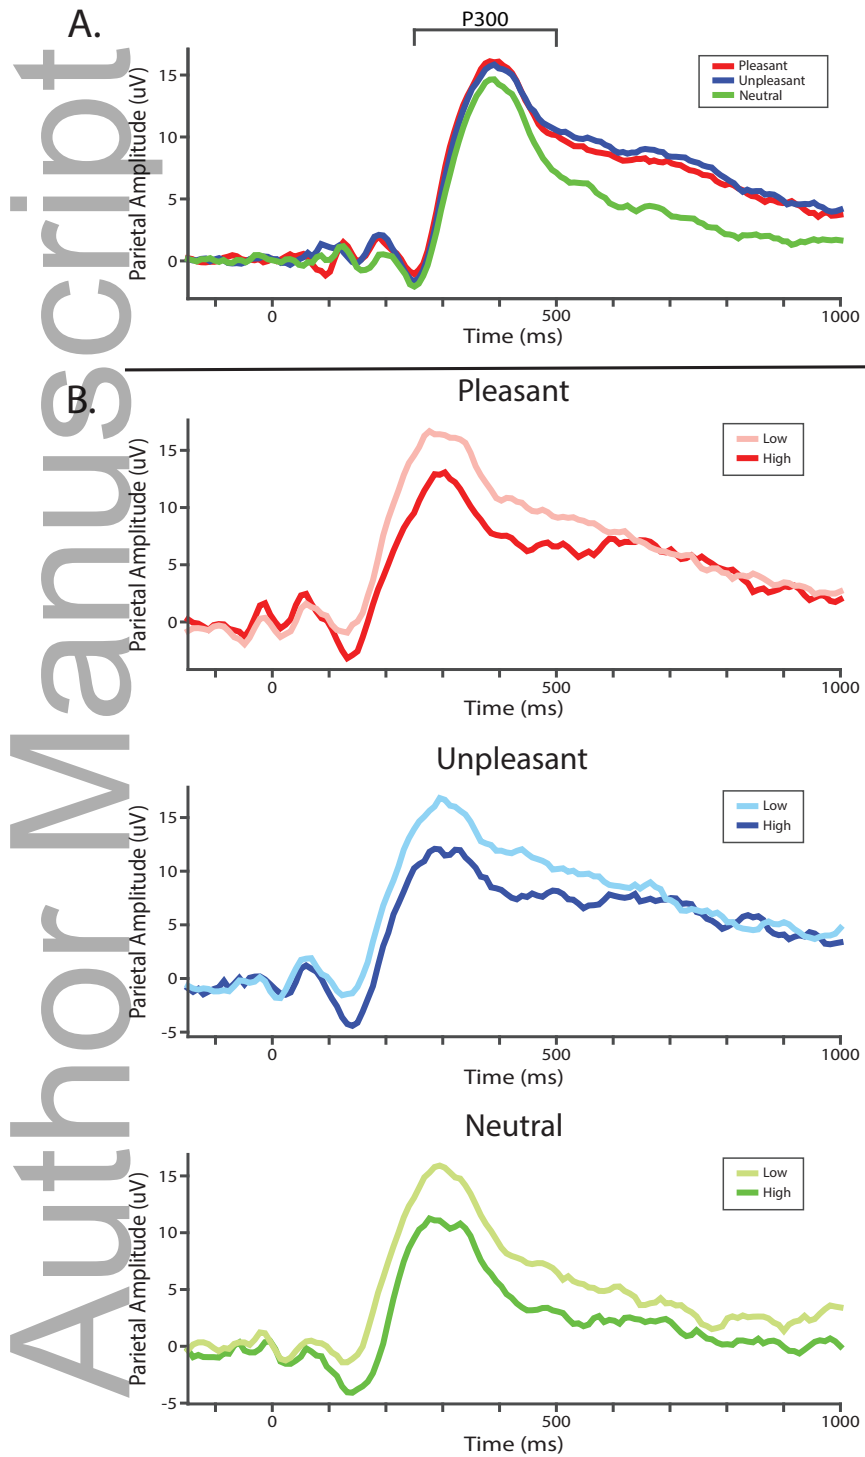 Author Manuscript
A.
P300
Parietal Amplitude (uV)
15
10
5
0
Pleasant
Unpleasant
Neutral
0
500
1000
Time (ms)
B.
Pleasant
Parietal Amplitude (uV)
15
10
5
0
Low
High
0
500
1000
Time (ms)
Unpleasant
Parietal Amplitude (uV)
15
10
5
0
-5
Low
High
0
500
1000
Time (ms)
Neutral
Parietal Amplitude (uV)
15
10
5
0
-5
Low
High
0
500
1000
Time (ms)